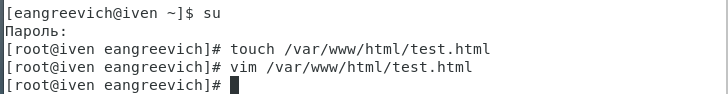 [eangreevich@iven ~]$ su
Пароль:
[root@iven eangreevich]# touch /var/www/html/test.html
[root@iven eangreevich]# vim /var/www/html/test.html
[root@iven eangreevich]#